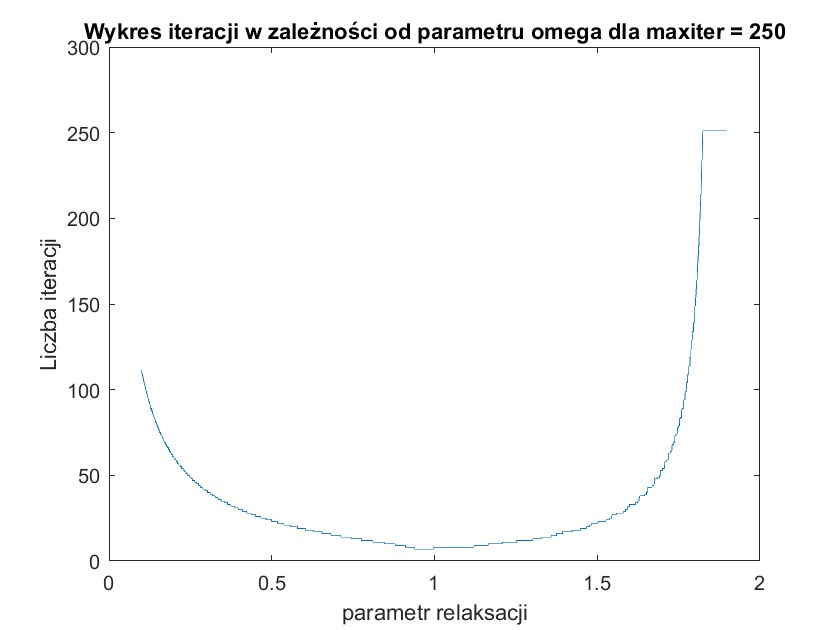 Wykres iteracji w zależności od parametru omega dla maxiter = 250
300
250
200
150
100
50
0
Liczba iteracji
0 0.5 1 1.5 2
parametr relaksacji